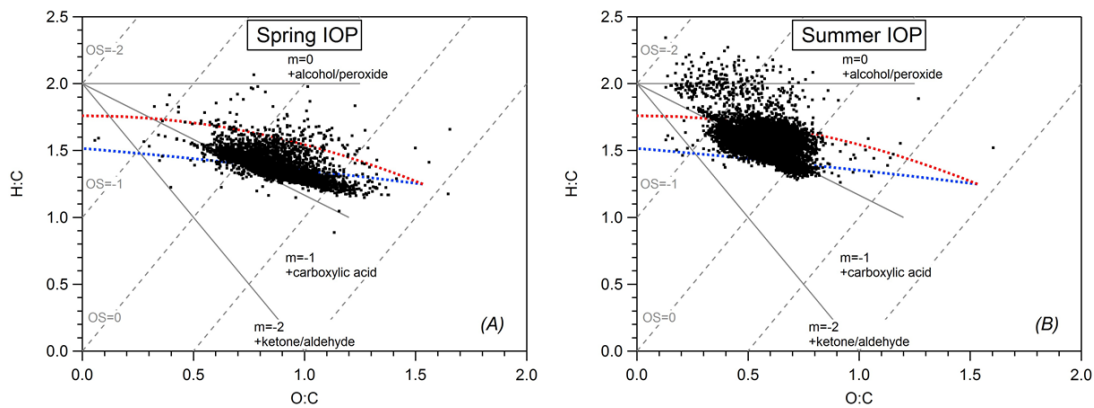 2.5
2.0
1.5
1.0
0.5
0.0
H:C
0.0
0.5
1.0
1.5
2.0
O:C
Spring IOP
OS=-2
OS=-1
OS=0
m=0
+alcohol/peroxide
m=-1
+carboxylic acid
m=-2
+ketone/aldehyde
(A)
2.5
2.0
1.5
1.0
0.5
0.0
H:C
0.0
0.5
1.0
1.5
2.0
O:C
Summer IOP
OS=-2
OS=-1
OS=0
m=0
+alcohol/peroxide
m=-1
+carboxylic acid
m=-2
+ketone/aldehyde
(B)